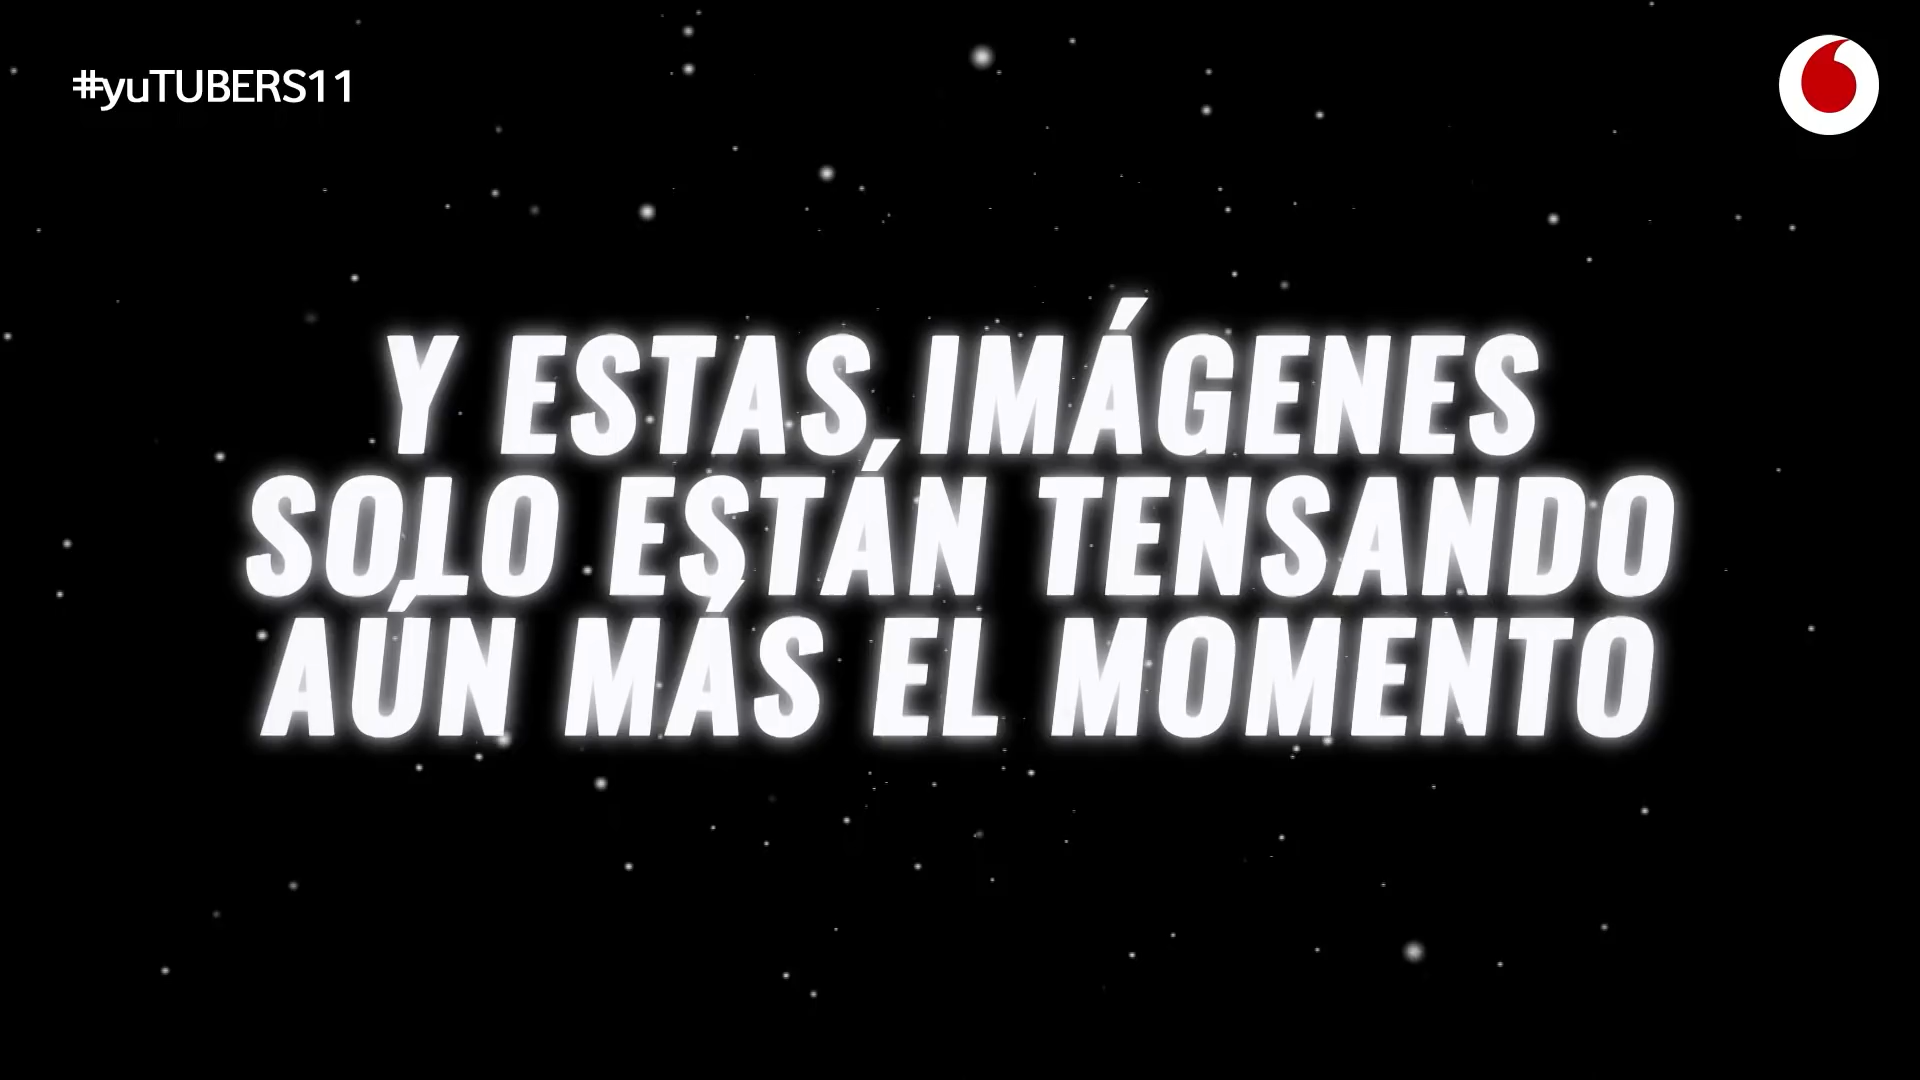 #yuTUBERS11
Y ESTAS IMÁGENES
SOLO ESTÁN TENSANDO
AÚN MÁS EL MOMENTO